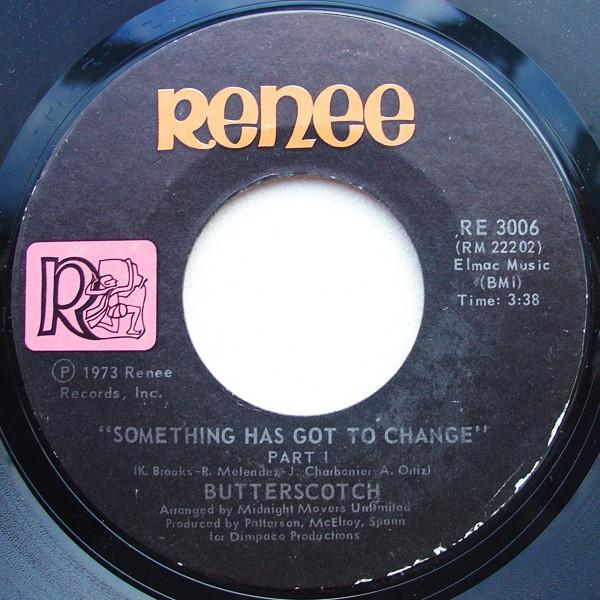 Renee
RE 3006
(RM 22202)
Elmac Music
(BMI)
Time: 3:38
R
Ⓟ 1973 Renee
Records, Inc.
"SOMETHING HAS GOT TO CHANGE"
PART I
(K. Brooks-R. Melendez-J. Charbonier-A. Ortiz)
BUTTERSCOTCH
Arranged by Midnight Movers Unlimited
Produced by Patterson, McElroy, Spann
for Dimpaco Productions